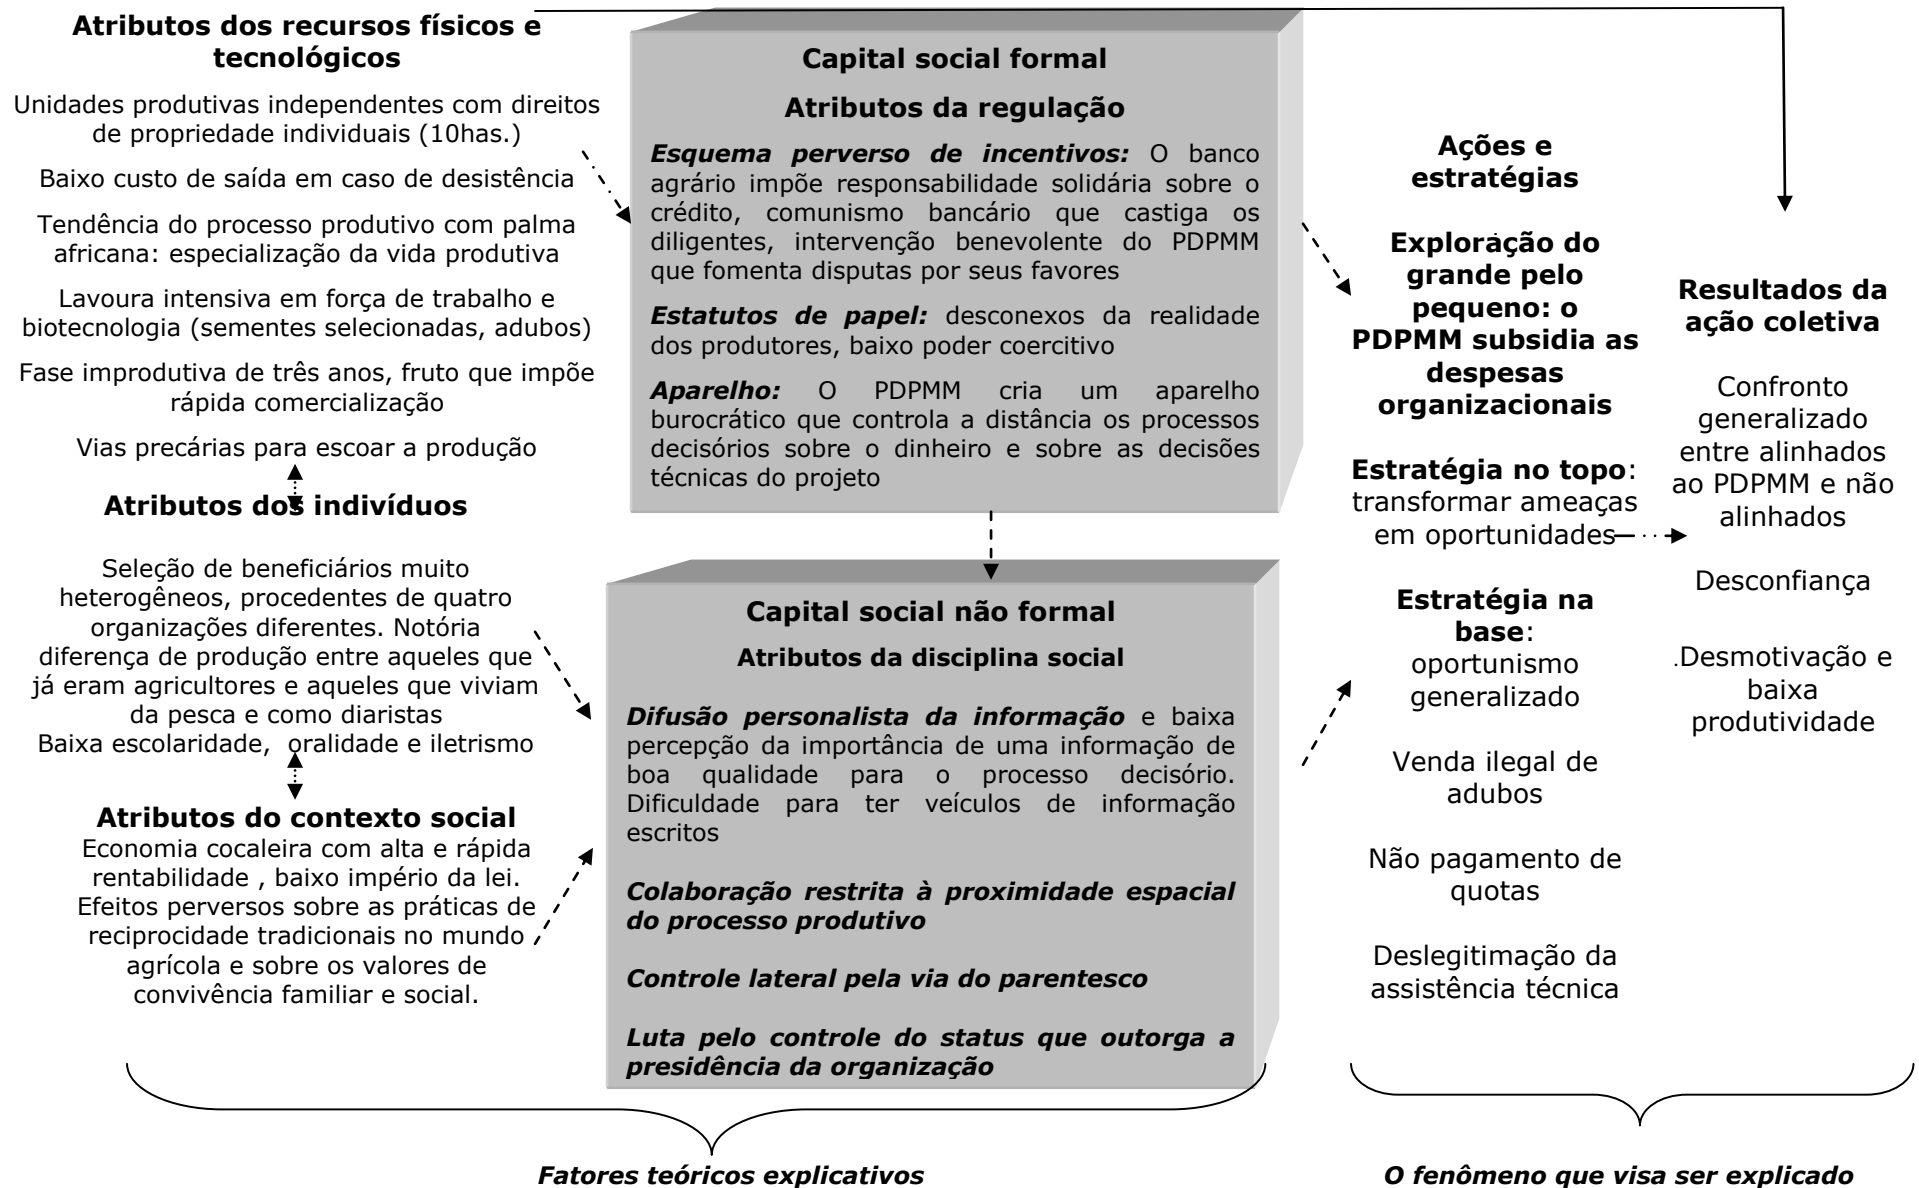 Atributos dos recursos físicos e
tecnológicos
Unidades produtivas independentes com direitos
de propriedade individuais (10has.)
Baixo custo de saída em caso de desistência
Tendência do processo produtivo com palma
africana: especialização da vida produtiva
Lavoura intensiva em força de trabalho e
biotecnologia (sementes selecionadas, adubos)
Fase improdutiva de três anos, fruto que impõe
rápida comercialização
Vias precárias para escoar a produção
Atributos dos indivíduos
Seleção de beneficiários muito
heterogêneos, procedentes de quatro
organizações diferentes. Notória
diferença de produção entre aqueles que
já eram agricultores e aqueles que viviam
da pesca e como diaristas
Baixa escolaridade, oralidade e iletrismo
Atributos do contexto social
Economia cocaleira com alta e rápida
rentabilidade , baixo império da lei.
Efeitos perversos sobre as práticas de
reciprocidade tradicionais no mundo
agrícola e sobre os valores de
convivência familiar e social.
Capital social formal
Atributos da regulação
Esquema perverso de incentivos: O banco
agrário impõe responsabilidade solidária sobre o
crédito, comunismo bancário que castiga os
diligentes, intervenção benevolente do PDPMM
que fomenta disputas por seus favores
Estatutos de papel: desconexos da realidade
dos produtores, baixo poder coercitivo
Aparelho: O PDPMM cria um aparelho
burocrático que controla a distância os processos
decisórios sobre o dinheiro e sobre as decisões
técnicas do projeto
Capital social não formal
Atributos da disciplina social
Difusão personalista da informação e baixa
percepção da importância de uma informação de
boa qualidade para o processo decisório.
Dificuldade para ter veículos de informação
escritos
Colaboração restrita à proximidade espacial
do processo produtivo
Controle lateral pela via do parentesco
Luta pelo controle do status que outorga a
presidência da organização
Ações e
estratégias
Exploração do
grande pelo
pequeno: o
PDPMM subsidia as
despesas
organizacionais
Estratégia no topo:
transformar ameaças
em oportunidades
Estratégia na
base:
oportunismo
generalizado
Venda ilegal de
adubos
Não pagamento de
quotas
Deslegitimação da
assistência técnica
Resultados da
ação coletiva
Confronto
generalizado
entre alinhados
ao PDPMM e não
alinhados
Desconfiança
.Desmotivação e
baixa
produtividade
Fatores teóricos explicativos
O fenômeno que visa ser explicado